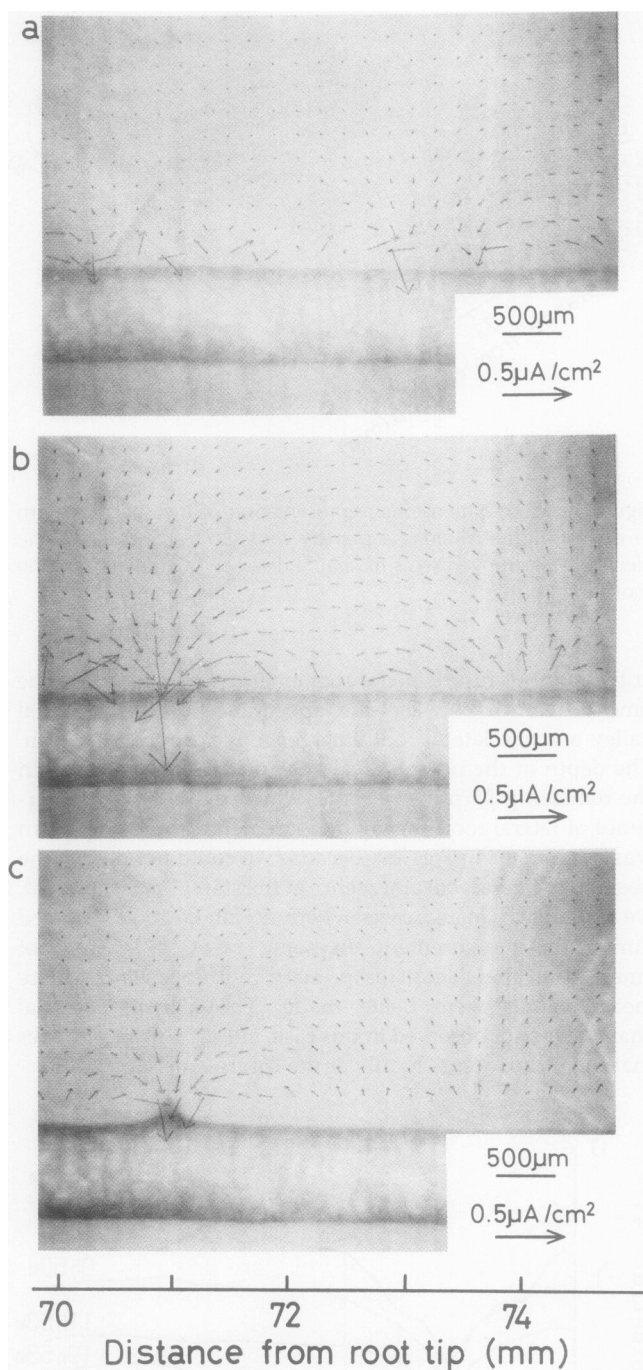 a
500µm
0.5µA/cm²
b
500µm
0.5µA/cm²
c
500µm
0.5µA/cm²
70 72 74
Distance from root tip (mm)